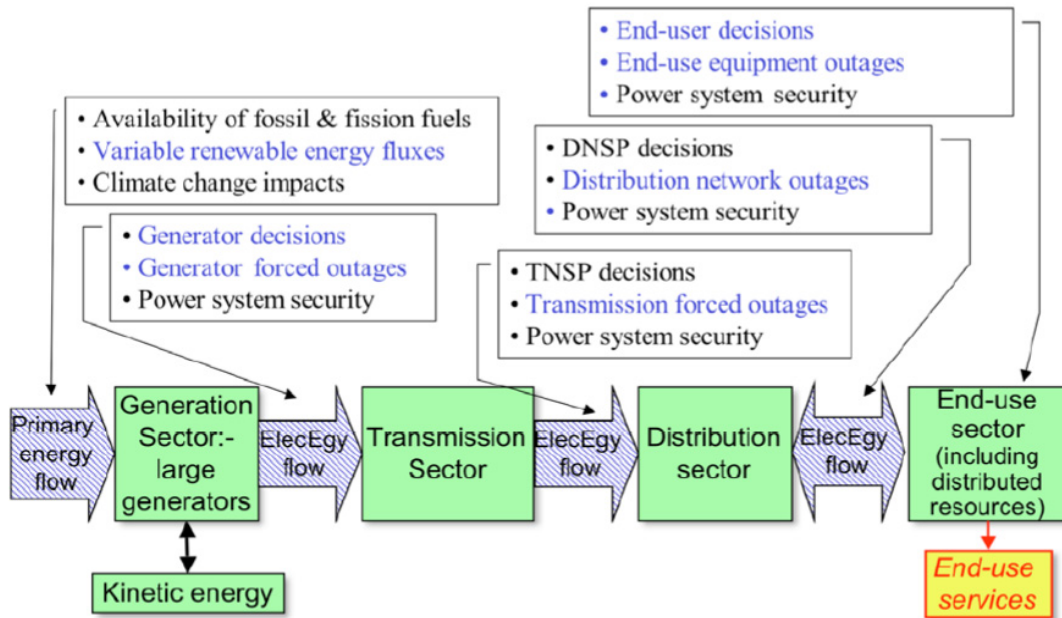 • End-user decisions
• End-use equipment outages
• Power system security
• Availability of fossil & fission fuels
• Variable renewable energy fluxes
• Climate change impacts
• DNSP decisions
• Distribution network outages
• Power system security
• Generator decisions
• Generator forced outages
• Power system security
• TNSP decisions
• Transmission forced outages
• Power system security
Primary
energy
flow
Generation
Sector:-
large
generators
ElecEgy
flow
Transmission
Sector
ElecEgy
flow
Distribution
sector
ElecEgy
flow
End-use
sector
(including
distributed
resources)
Kinetic energy
End-use
services